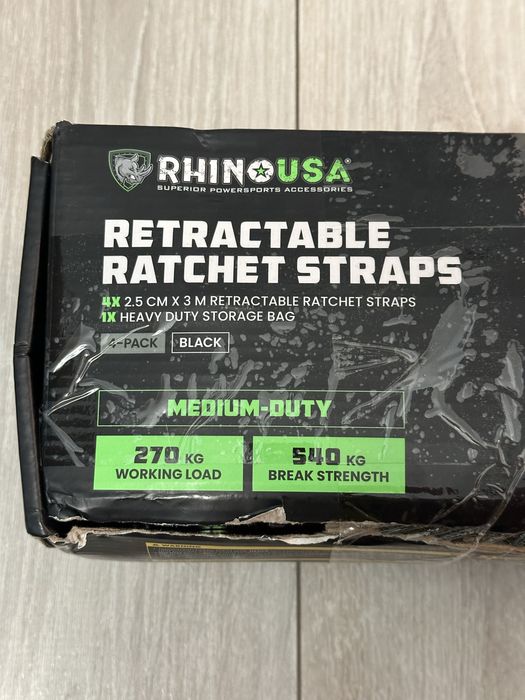 RHINOUSA®
SUPERIOR POWERSPORTS ACCESSORIES
RETRACTABLE
RATCHET STRAPS
4X 2.5 CM X 3 M RETRACTABLE RATCHET STRAPS
1X HEAVY DUTY STORAGE BAG
4-PACK BLACK
MEDIUM-DUTY
270 KG
WORKING LOAD
540 KG
BREAK STRENGTH
WARNING